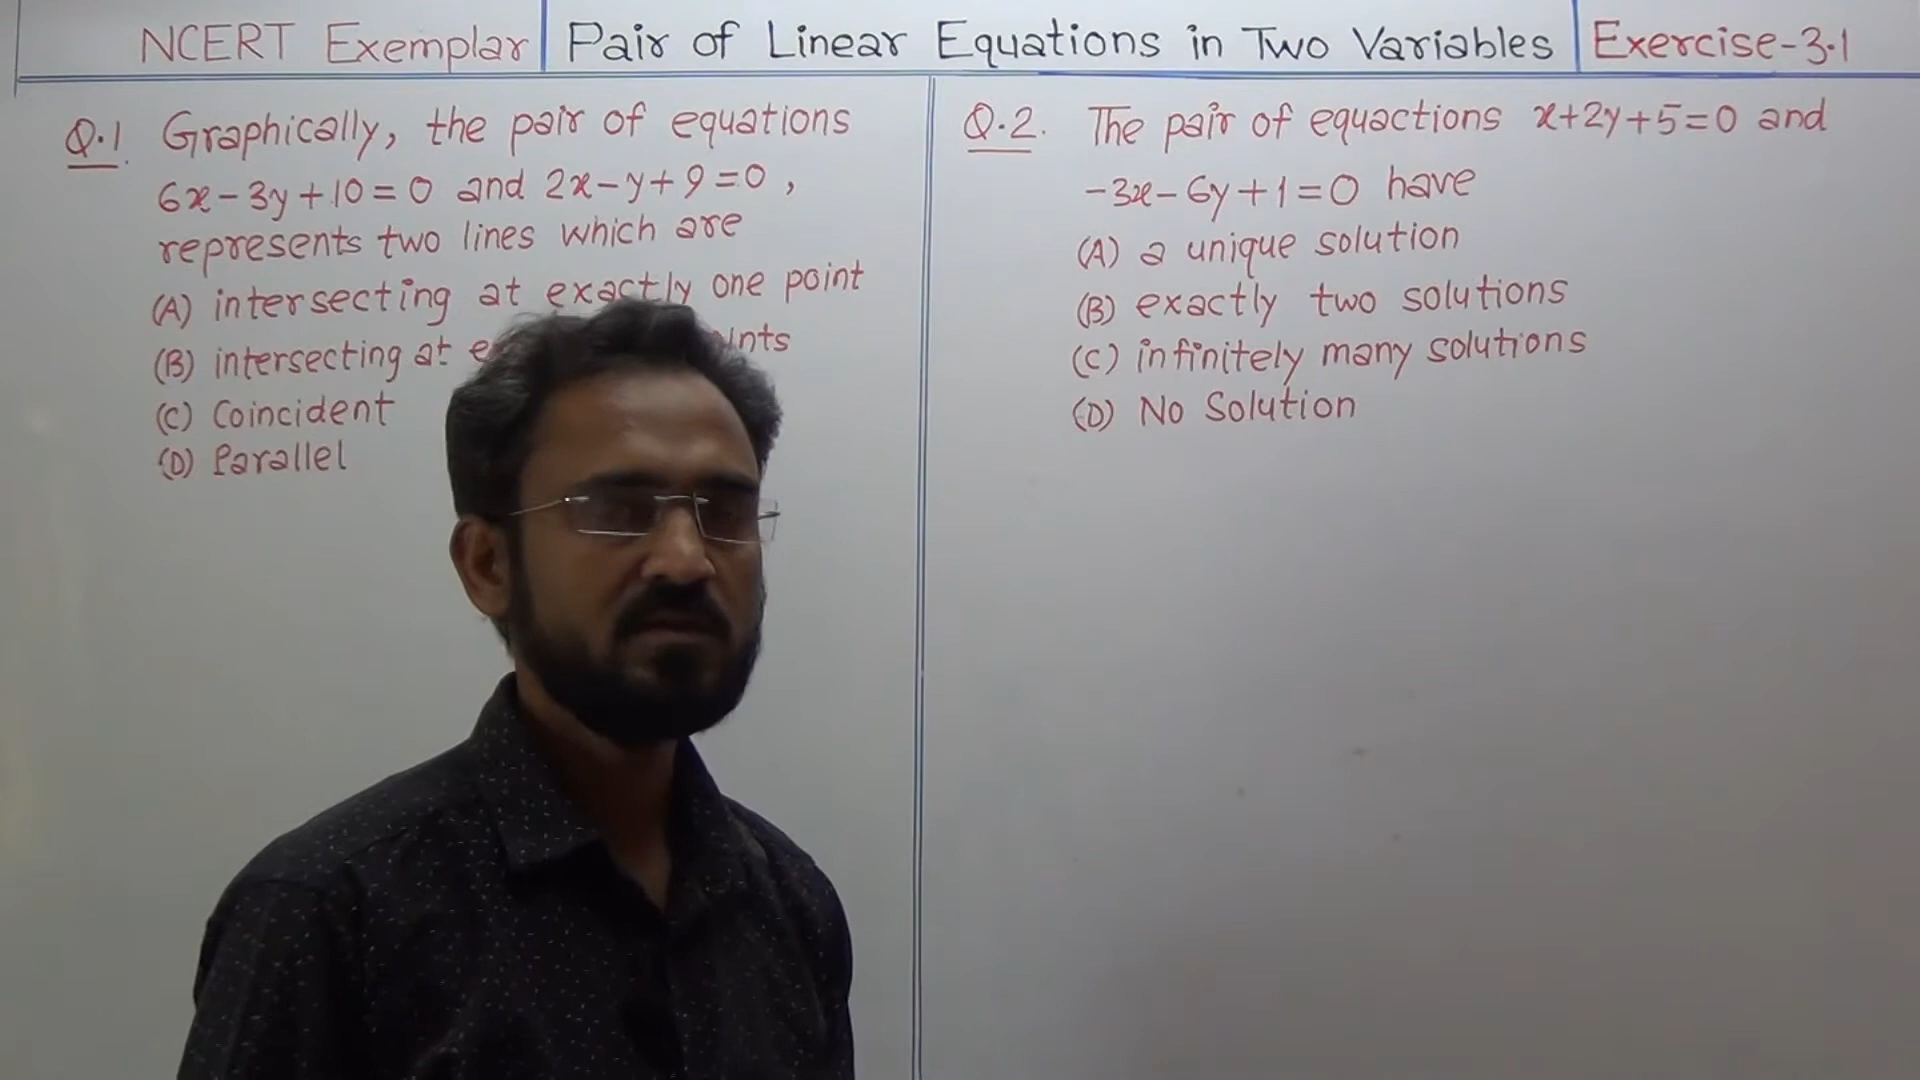 NCERT Exemplar
Pair of Linear Equations in Two Variables
Exercise-3.1
Q.1 Graphically, the pair of equations
6x-3y+10=0 and 2x-y+9=0,
represents two lines which are
(A) intersecting at exactly one point
(B) intersecting at
(C) Coincident
(D) Parallel
Q.2. The pair of equactions x+2y+5=0 and
-3x-6y+1=0 have
(A) a unique solution
(B) exactly two solutions
(C) infinitely many solutions
(D) No Solution